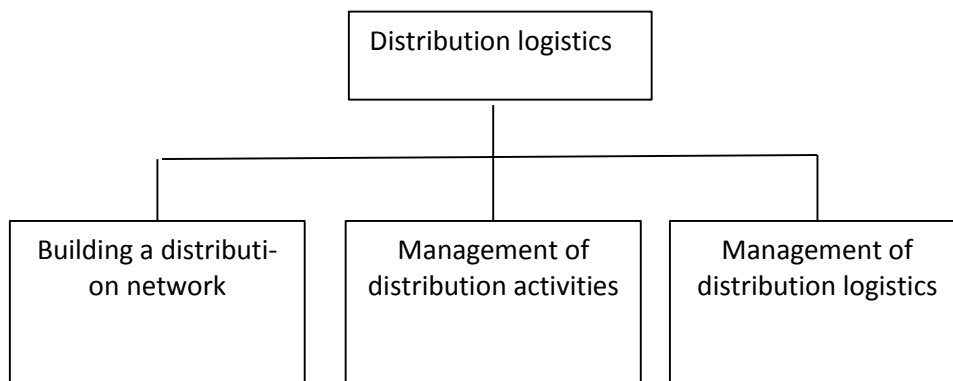 Distribution logistics
Building a distributi-
on network
Management of
distribution activities
Management of
distribution logistics